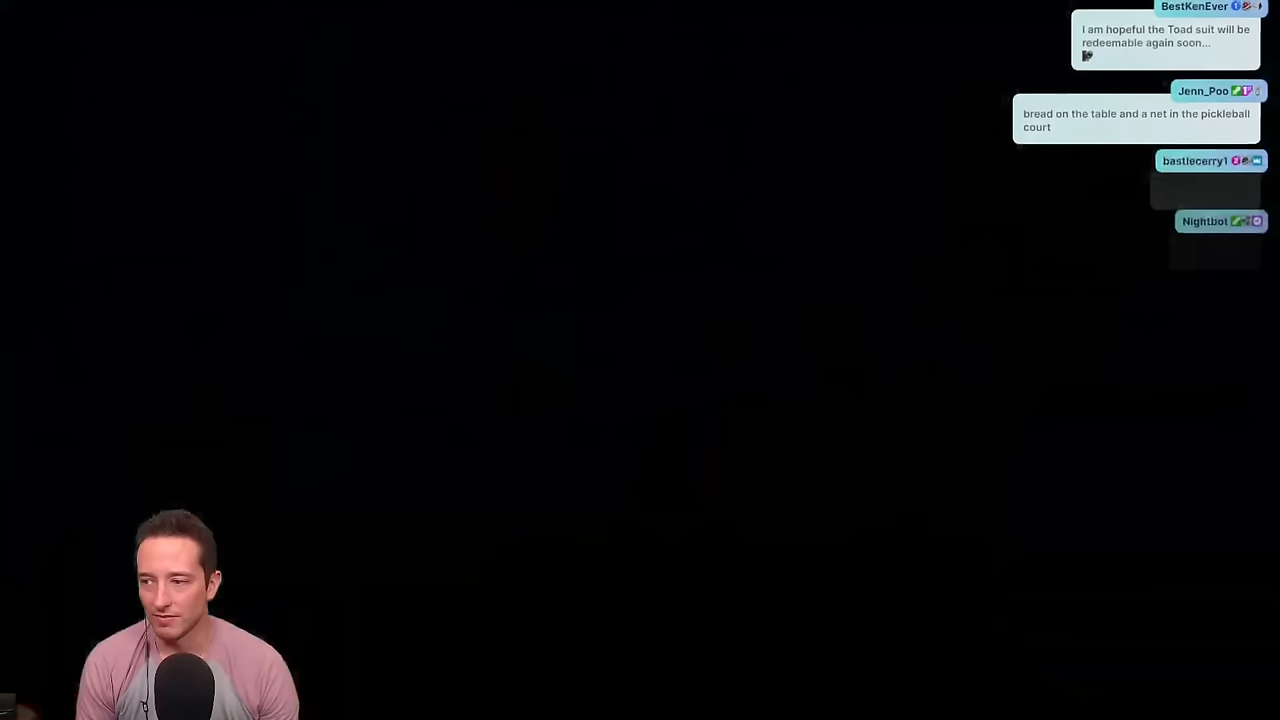 BestKenEver
I am hopeful the Toad suit will be
redeemable again soon...
Jenn_Poo
bread on the table and a net in the pickleball
court
bastlecerry1
Nightbot